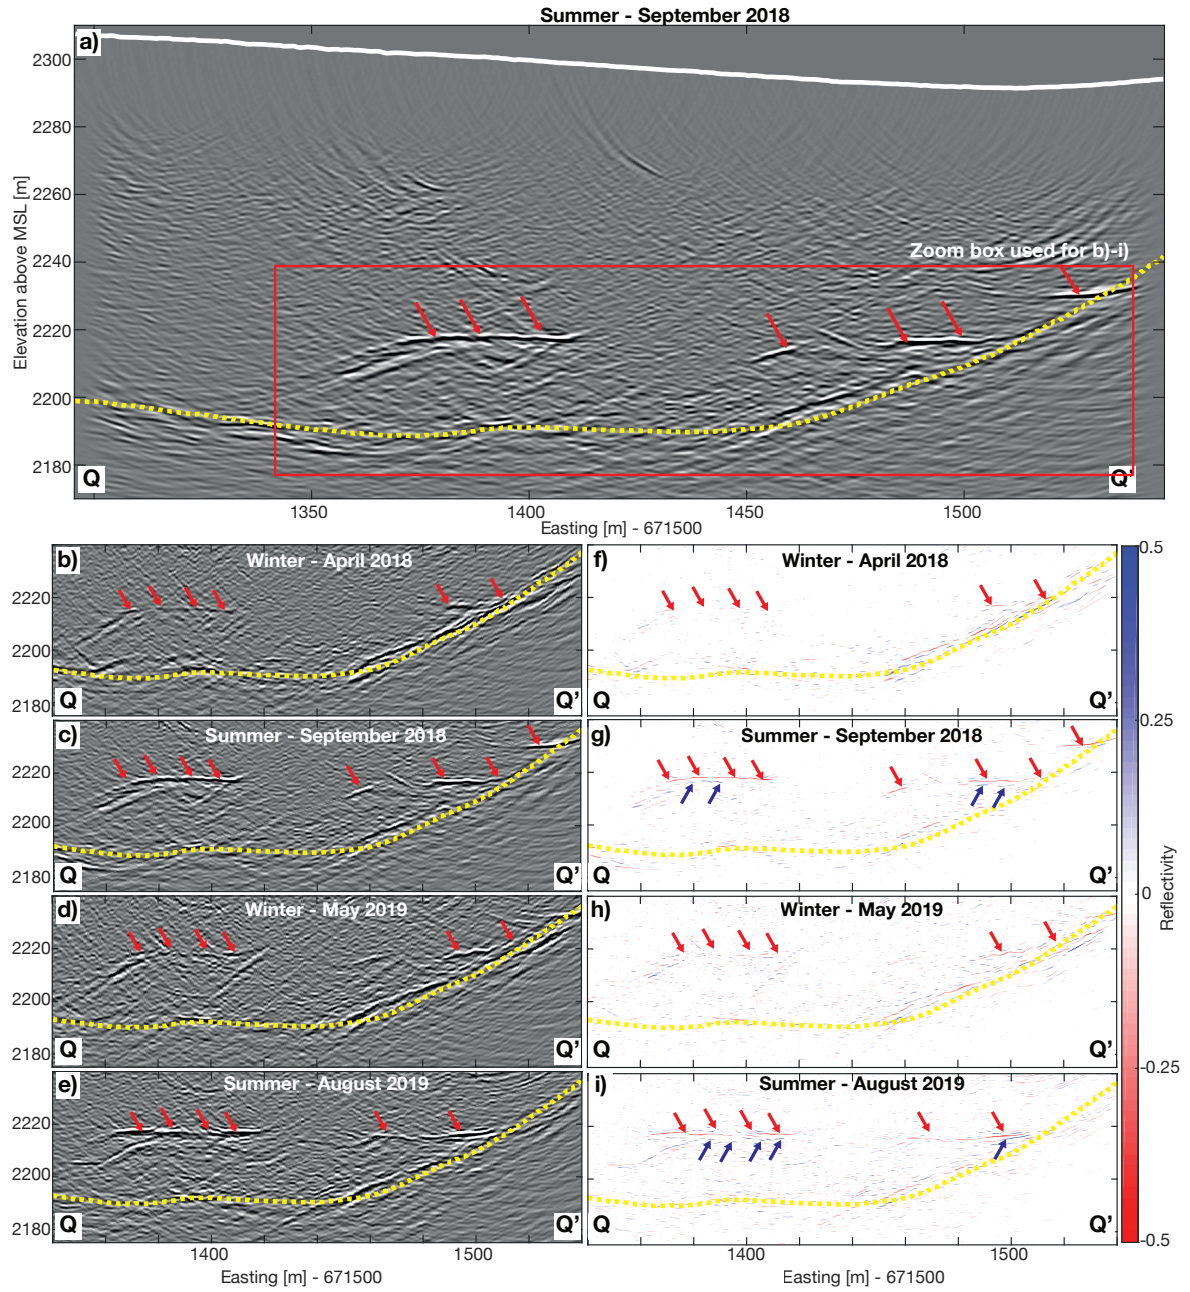 Summer - September 2018
a)
2300
2280
2260
2240
2220
2200
2180
Elevation above MSL [m]
Zoom box used for b)-i)
Q
Q'
1350
1400
1450
1500
Easting [m] - 671500
b)
Winter - April 2018
2220
2200
2180
Q
Q'
f)
Winter - April 2018
Q
Q'
c)
Summer - September 2018
2220
2200
2180
Q
Q'
g)
Summer - September 2018
Q
Q'
d)
Winter - May 2019
2220
2200
2180
Q
Q'
h)
Winter - May 2019
Q
Q'
e)
Summer - August 2019
2220
2200
2180
Q
Q'
1400
1500
Easting [m] - 671500
i)
Summer - August 2019
Q
Q'
1400
1500
Easting [m] - 671500
0.5
0.25
0
-0.25
-0.5
Reflectivity